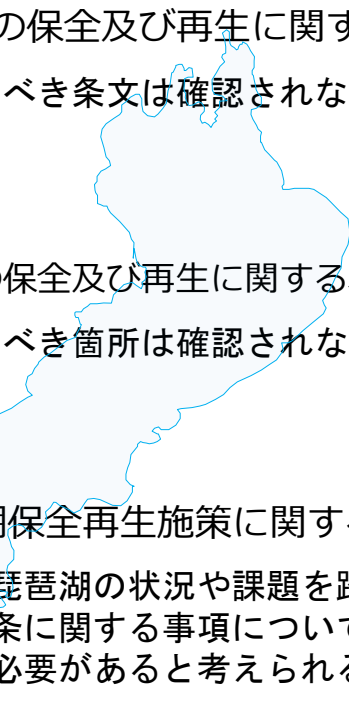 の保全及び再生に関す
べき条文は確認されな
の保全及び再生に関する
べき箇所は確認されな
保全再生施策に関す
琵琶湖の状況や課題を
条に関する事項につい
必要があると考えられる